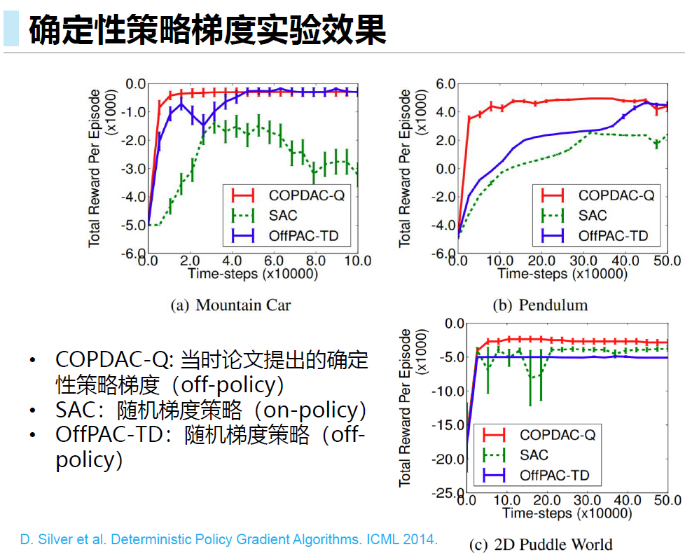 确定性策略梯度实验效果
Total Reward Per Episode
(x1000)
0.0
-1.0
-2.0
-3.0
-4.0
-5.0
-6.0
0.0 2.0 4.0 6.0 8.0 10.0
Time-steps (x10000)
COPDAC-Q
SAC
OffPAC-TD
(a) Mountain Car
Total Reward Per Episode
(x1000)
6.0
4.0
2.0
0.0
-2.0
-4.0
-6.0
0.0 10.0 20.0 30.0 40.0 50.0
Time-steps (x10000)
COPDAC-Q
SAC
OffPAC-TD
(b) Pendulum
• COPDAC-Q: 当时论文提出的确定
性策略梯度（off-policy）
• SAC：随机梯度策略（on-policy）
• OffPAC-TD：随机梯度策略（off-
policy）
Total Reward Per Episode
(x1000)
0.0
-5.0
-10.0
-15.0
-20.0
-25.0
0.0 10.0 20.0 30.0 40.0 50.0
Time-steps (x10000)
COPDAC-Q
SAC
OffPAC-TD
(c) 2D Puddle World
D. Silver et al. Deterministic Policy Gradient Algorithms. ICML 2014.